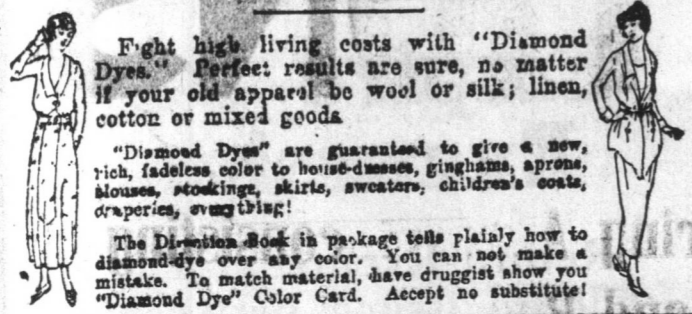 Fight high living costs with "Diamond
Dyes." Perfect results are sure, no matter
if your old apparel be wool or silk; linen,
cotton or mixed goods
"Diamond Dyes" are guaranteed to give a new,
rich, fadeless color to house-dresses, ginghams, aprons,
blouses, stockings, skirts, sweaters, children's coats,
draperies, everything!
The Direction Book in package tells plainly how to
diamond-dye over any color. You can not make a
mistake. To match material, have druggist show you
"Diamond Dye" Color Card. Accept no substitute!